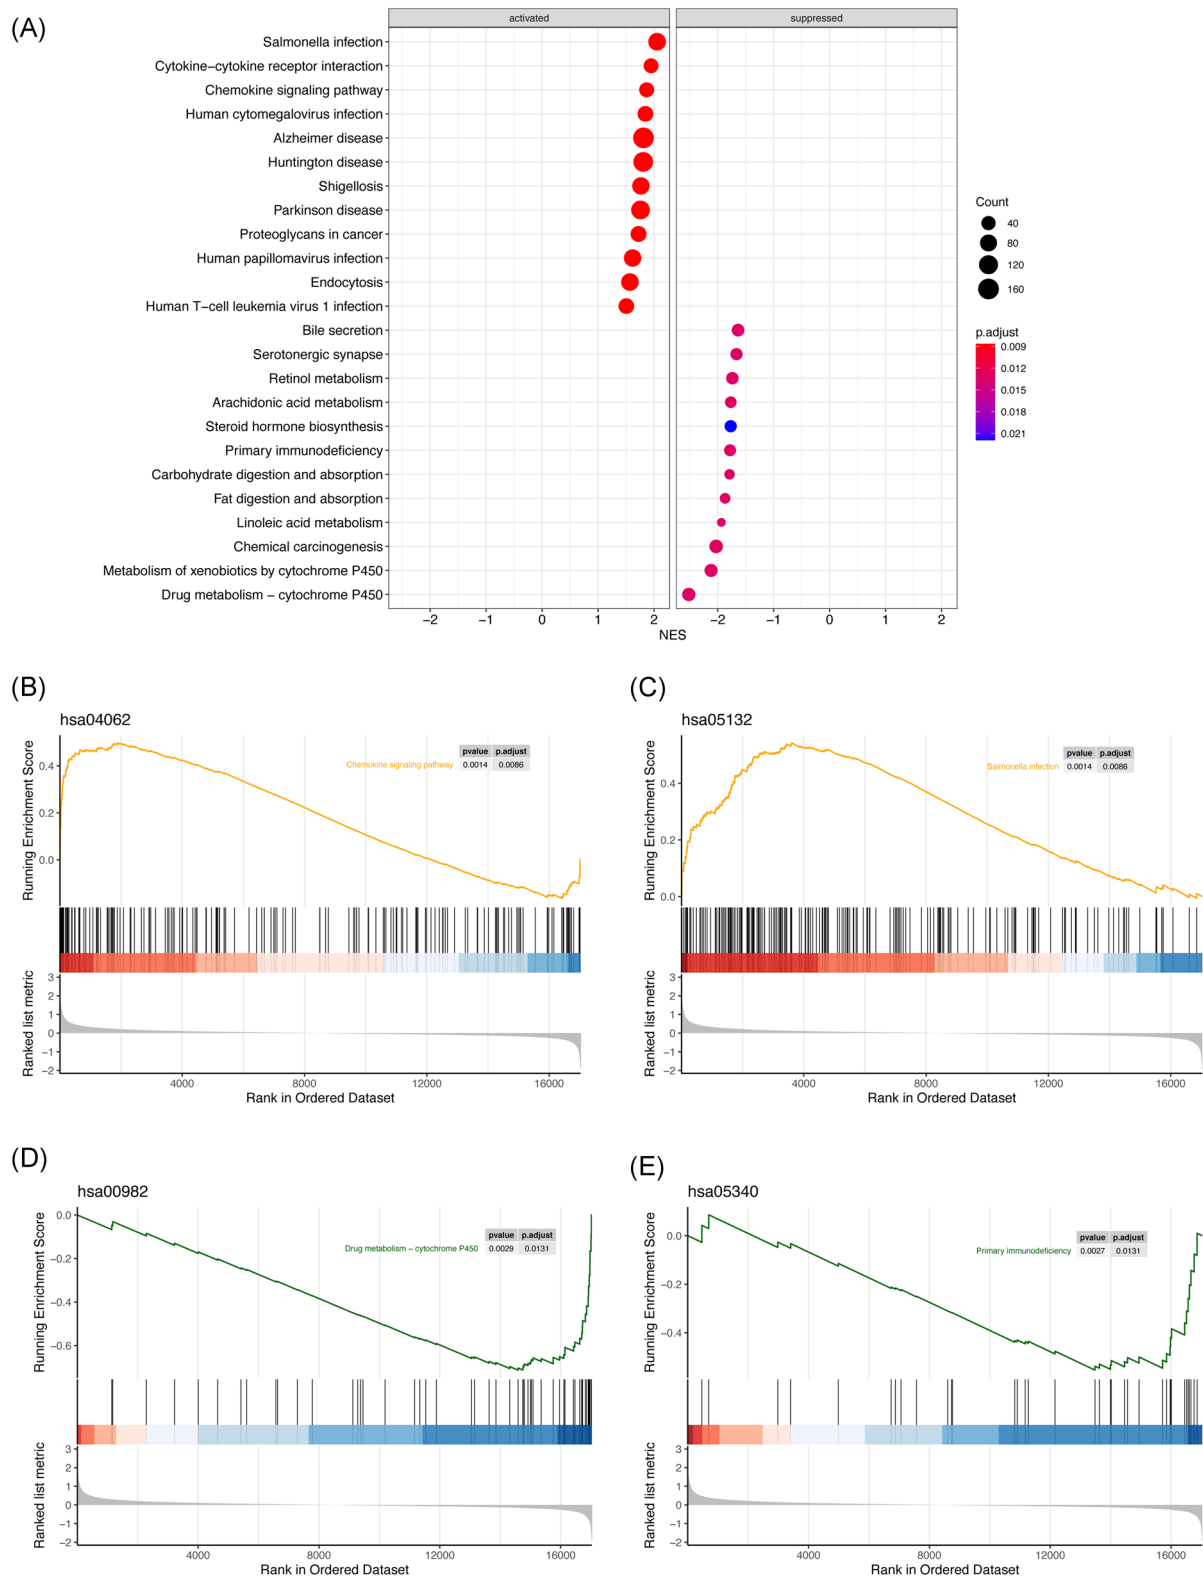 (A)
activated suppressed
Salmonella infection
Cytokine−cytokine receptor interaction
Chemokine signaling pathway
Human cytomegalovirus infection
Alzheimer disease
Huntington disease
Shigellosis
Parkinson disease
Proteoglycans in cancer
Human papillomavirus infection
Endocytosis
Human T−cell leukemia virus 1 infection
Bile secretion
Serotonergic synapse
Retinol metabolism
Arachidonic acid metabolism
Steroid hormone biosynthesis
Primary immunodeficiency
Carbohydrate digestion and absorption
Fat digestion and absorption
Linoleic acid metabolism
Chemical carcinogenesis
Metabolism of xenobiotics by cytochrome P450
Drug metabolism − cytochrome P450
−2 −1 0 1 2 −2 −1 0 1 2
NES
Count
40
80
120
160
p.adjust
0.009
0.012
0.015
0.018
0.021
(B)
hsa04062
Running Enrichment Score
0.4
0.2
0.0
pvalue p.adjust
Chemokine signaling pathway 0.0014 0.0086
Ranked list metric
3
2
1
0
−1
−2
4000 8000 12000 16000
Rank in Ordered Dataset
(C)
hsa05132
Running Enrichment Score
0.4
0.2
0.0
pvalue p.adjust
Salmonella infection 0.0014 0.0086
Ranked list metric
3
2
1
0
−1
−2
4000 8000 12000 16000
Rank in Ordered Dataset
(D)
hsa00982
Running Enrichment Score
0.0
−0.2
−0.4
−0.6
pvalue p.adjust
Drug metabolism − cytochrome P450 0.0029 0.0131
Ranked list metric
3
2
1
0
−1
−2
4000 8000 12000 16000
Rank in Ordered Dataset
(E)
hsa05340
Running Enrichment Score
0.0
−0.2
−0.4
pvalue p.adjust
Primary immunodeficiency 0.0027 0.0131
Ranked list metric
3
2
1
0
−1
−2
4000 8000 12000 16000
Rank in Ordered Dataset